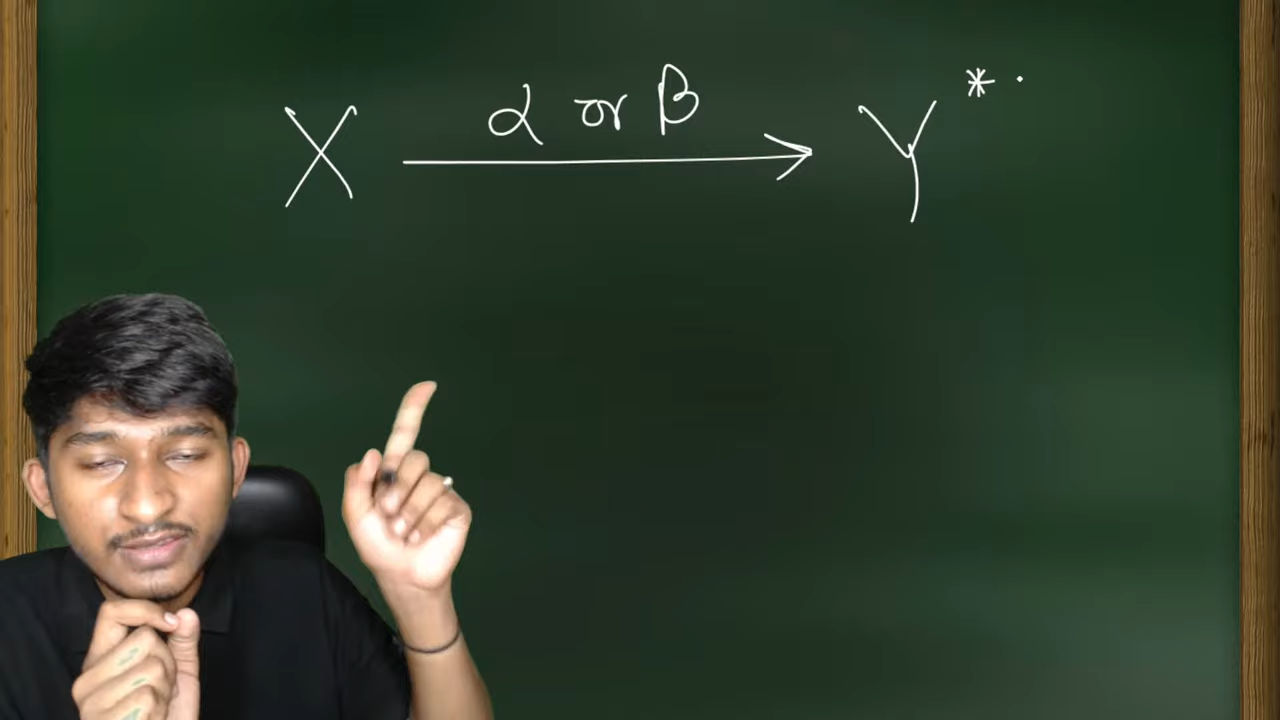 X α or β → Y*